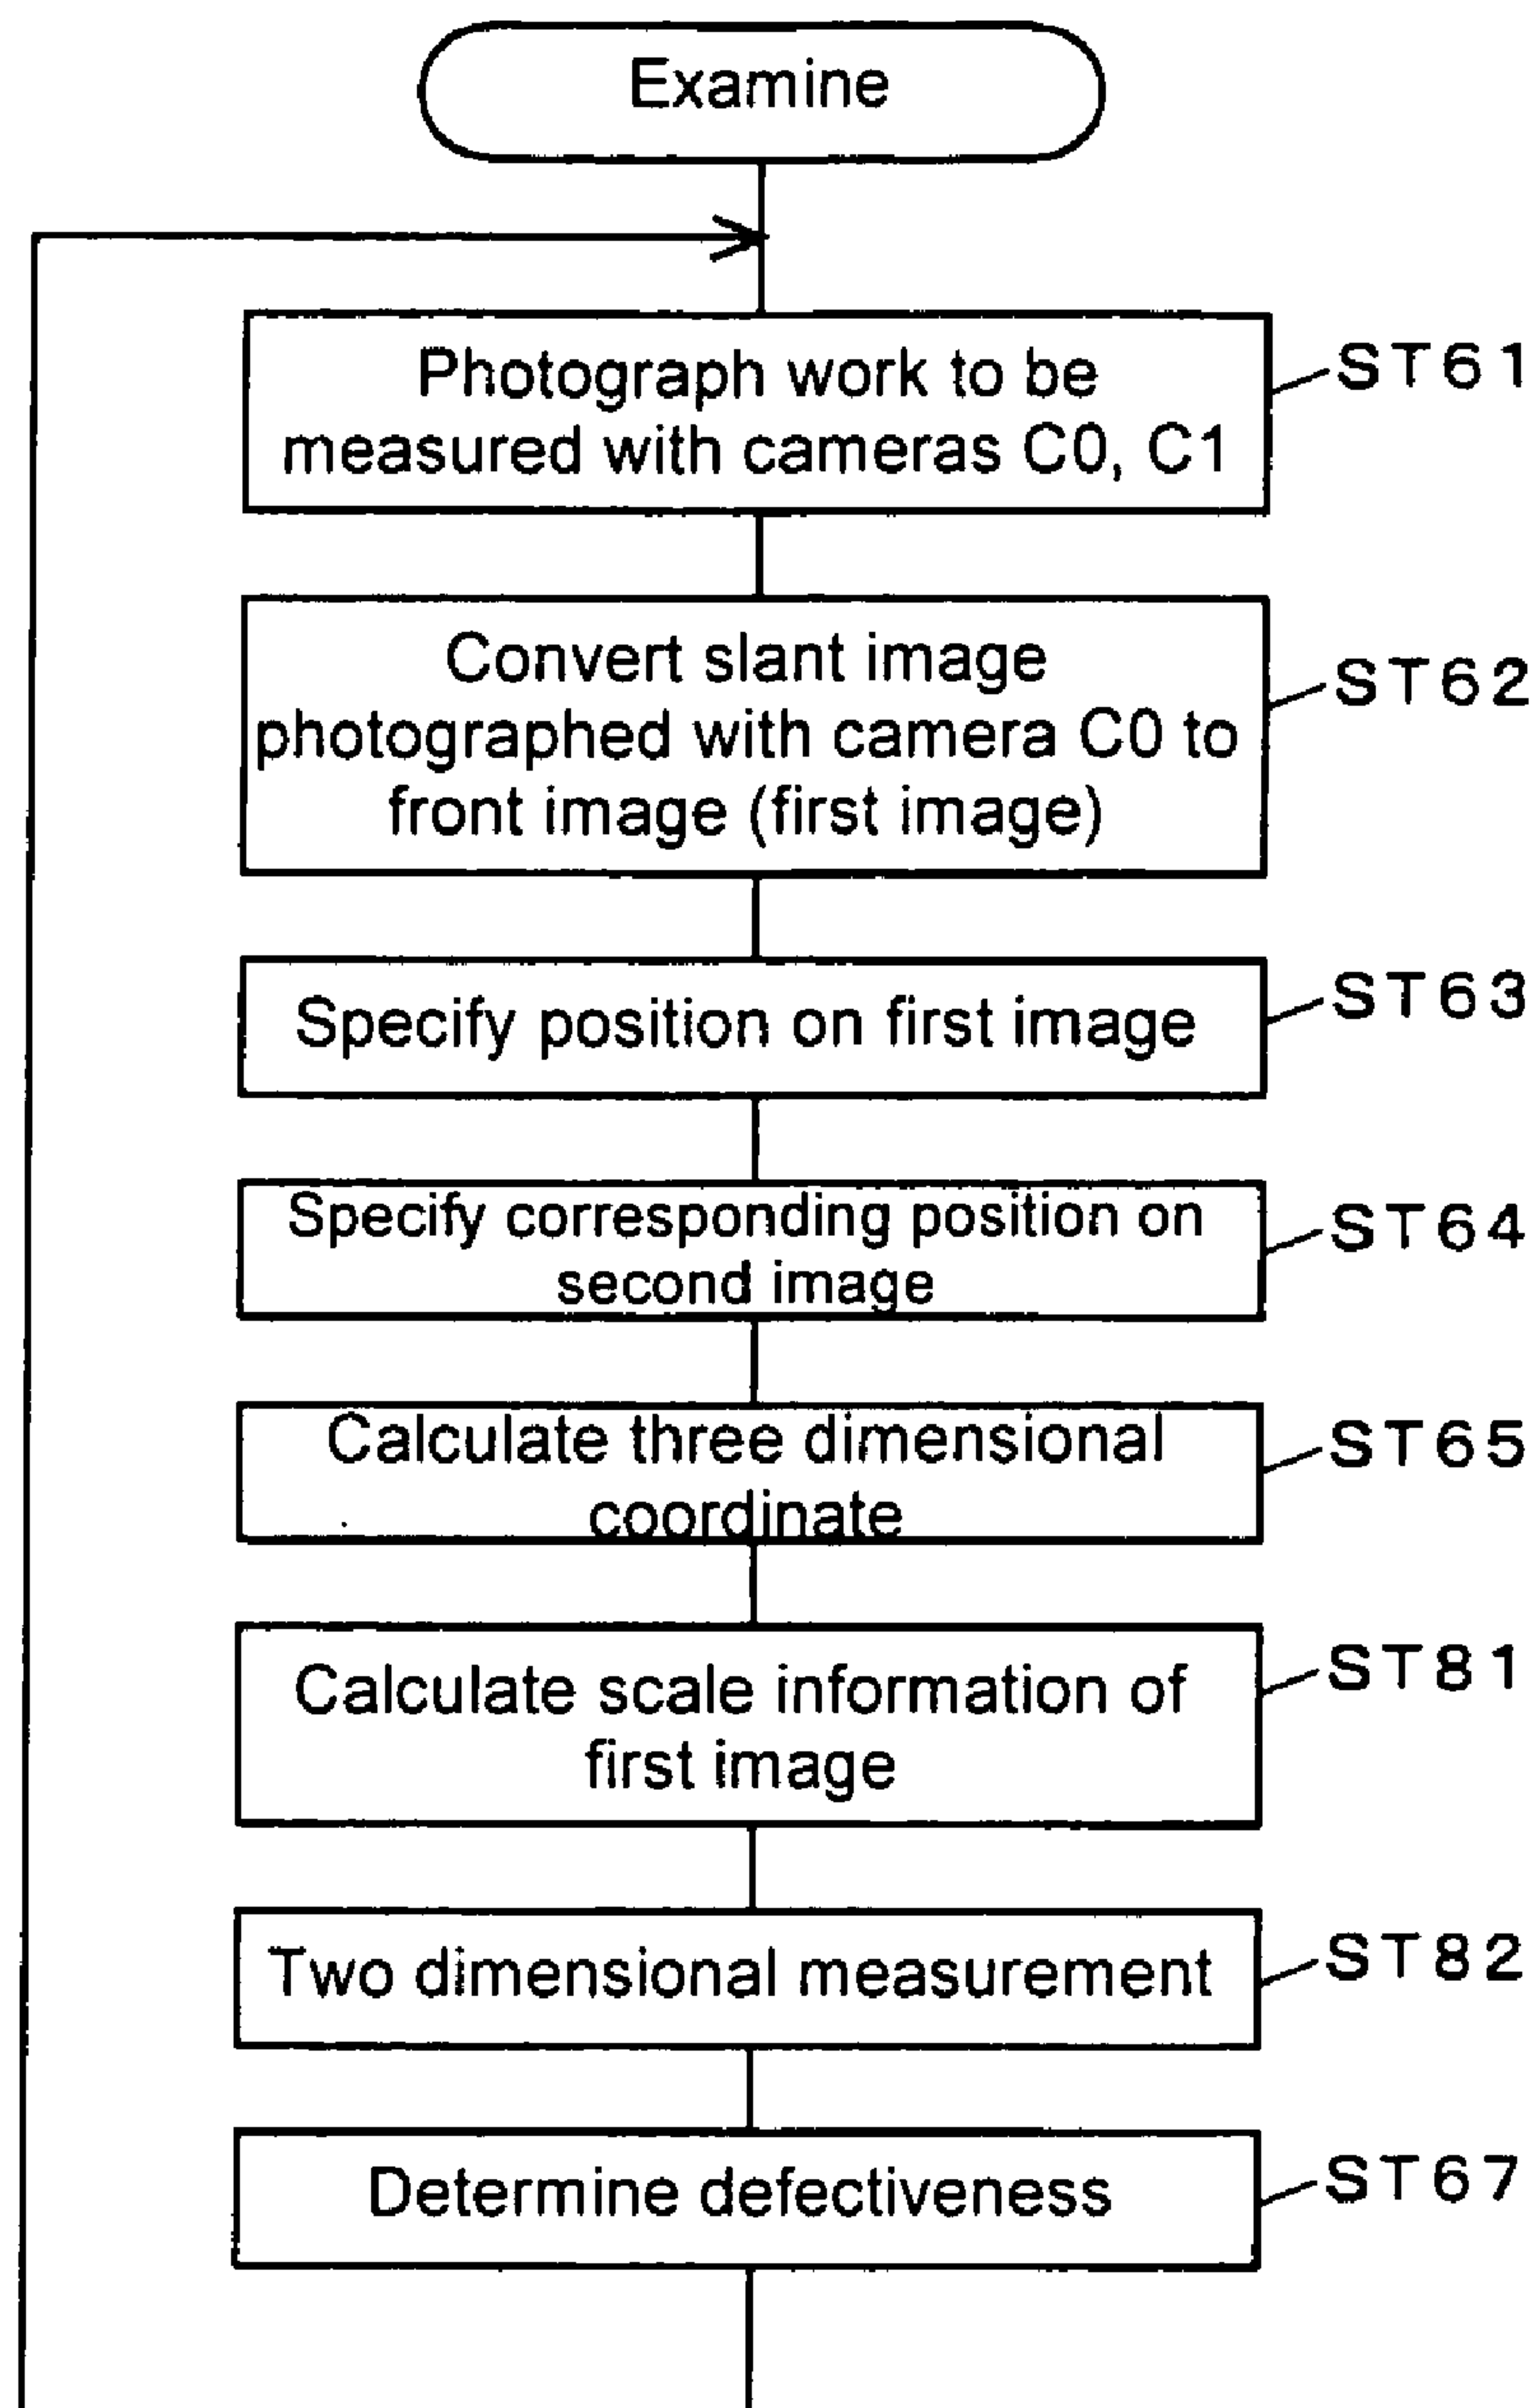 Examine
Photograph work to be
measured with cameras C0, C1
ST61
Convert slant image
photographed with camera C0 to
front image (first image)
ST62
Specify position on first image
ST63
Specify corresponding position on
second image
ST64
Calculate three dimensional
coordinate
ST65
Calculate scale information of
first image
ST81
Two dimensional measurement
ST82
Determine defectiveness
ST67